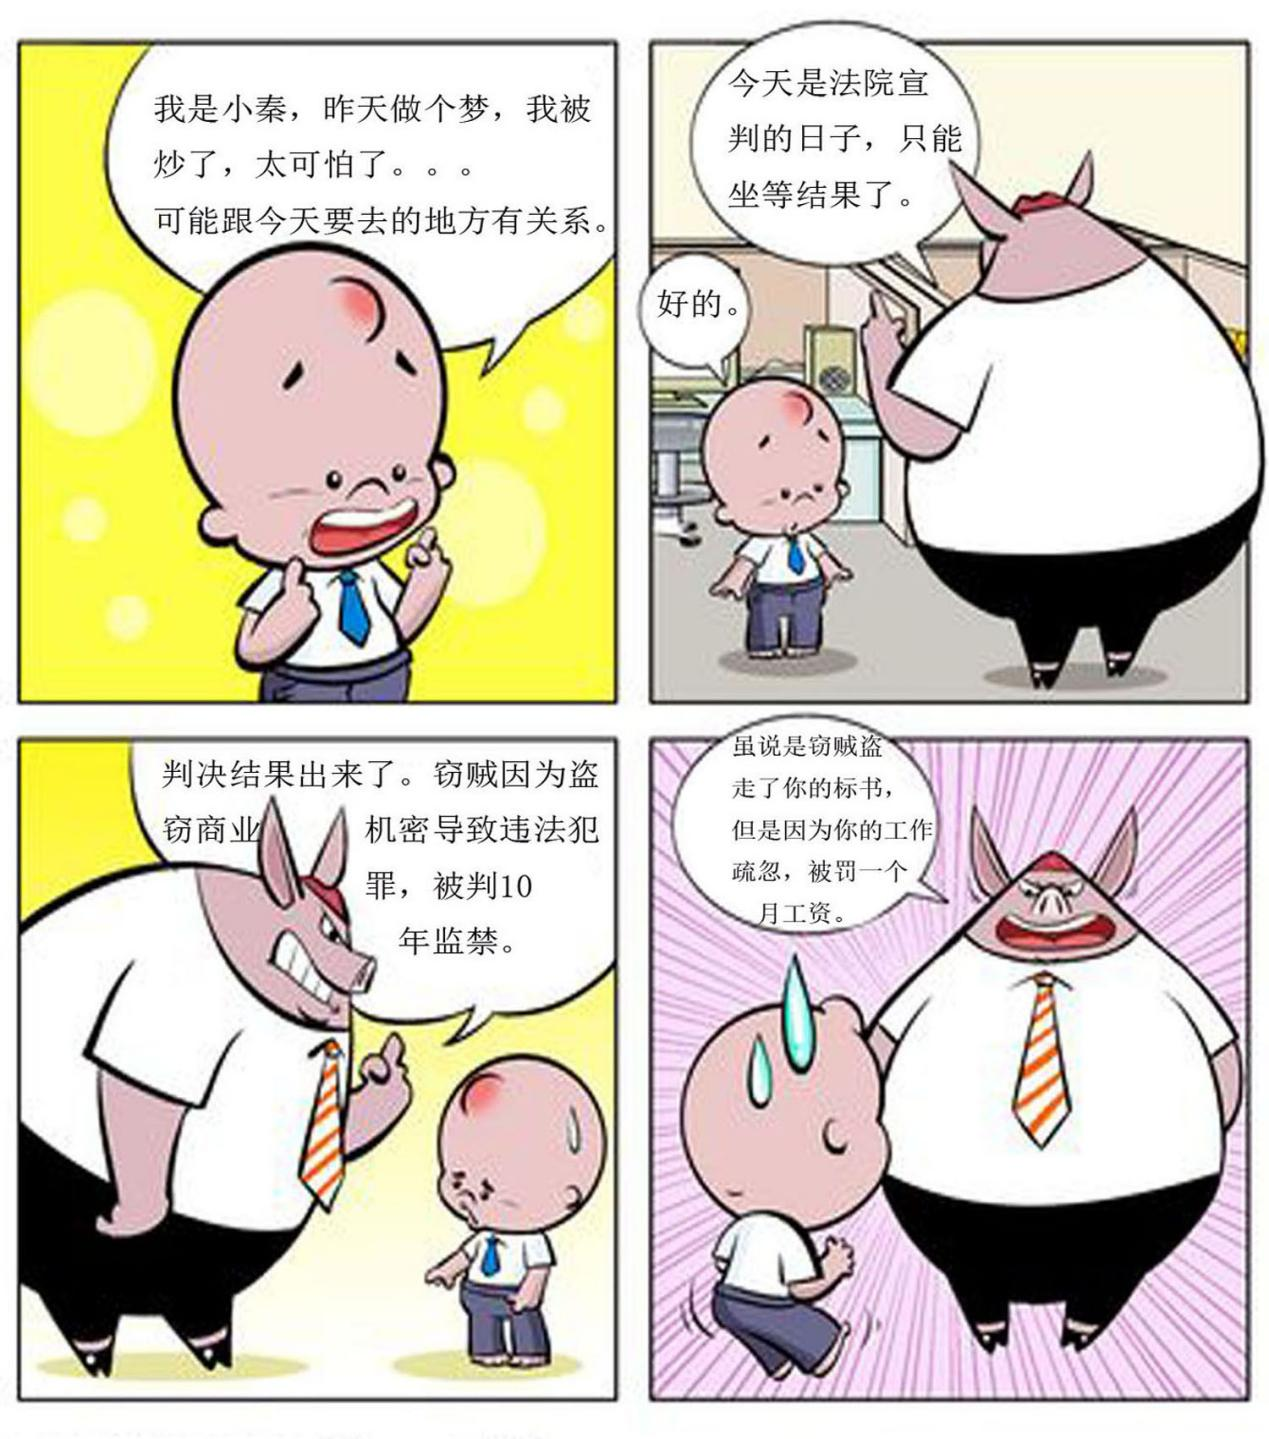 我是小秦，昨天做个梦，我被
炒了，太可怕了。。。
可能跟今天要去的地方有关系。
今天是法院宣
判的日子，只能
坐等结果了。
好的。
判决结果出来了。窃贼因为盗
窃商业机密导致违法犯
罪，被判10
年监禁。
虽说是窃贼盗
走了你的标书，
但是因为你的工作
疏忽，被罚一个
月工资。